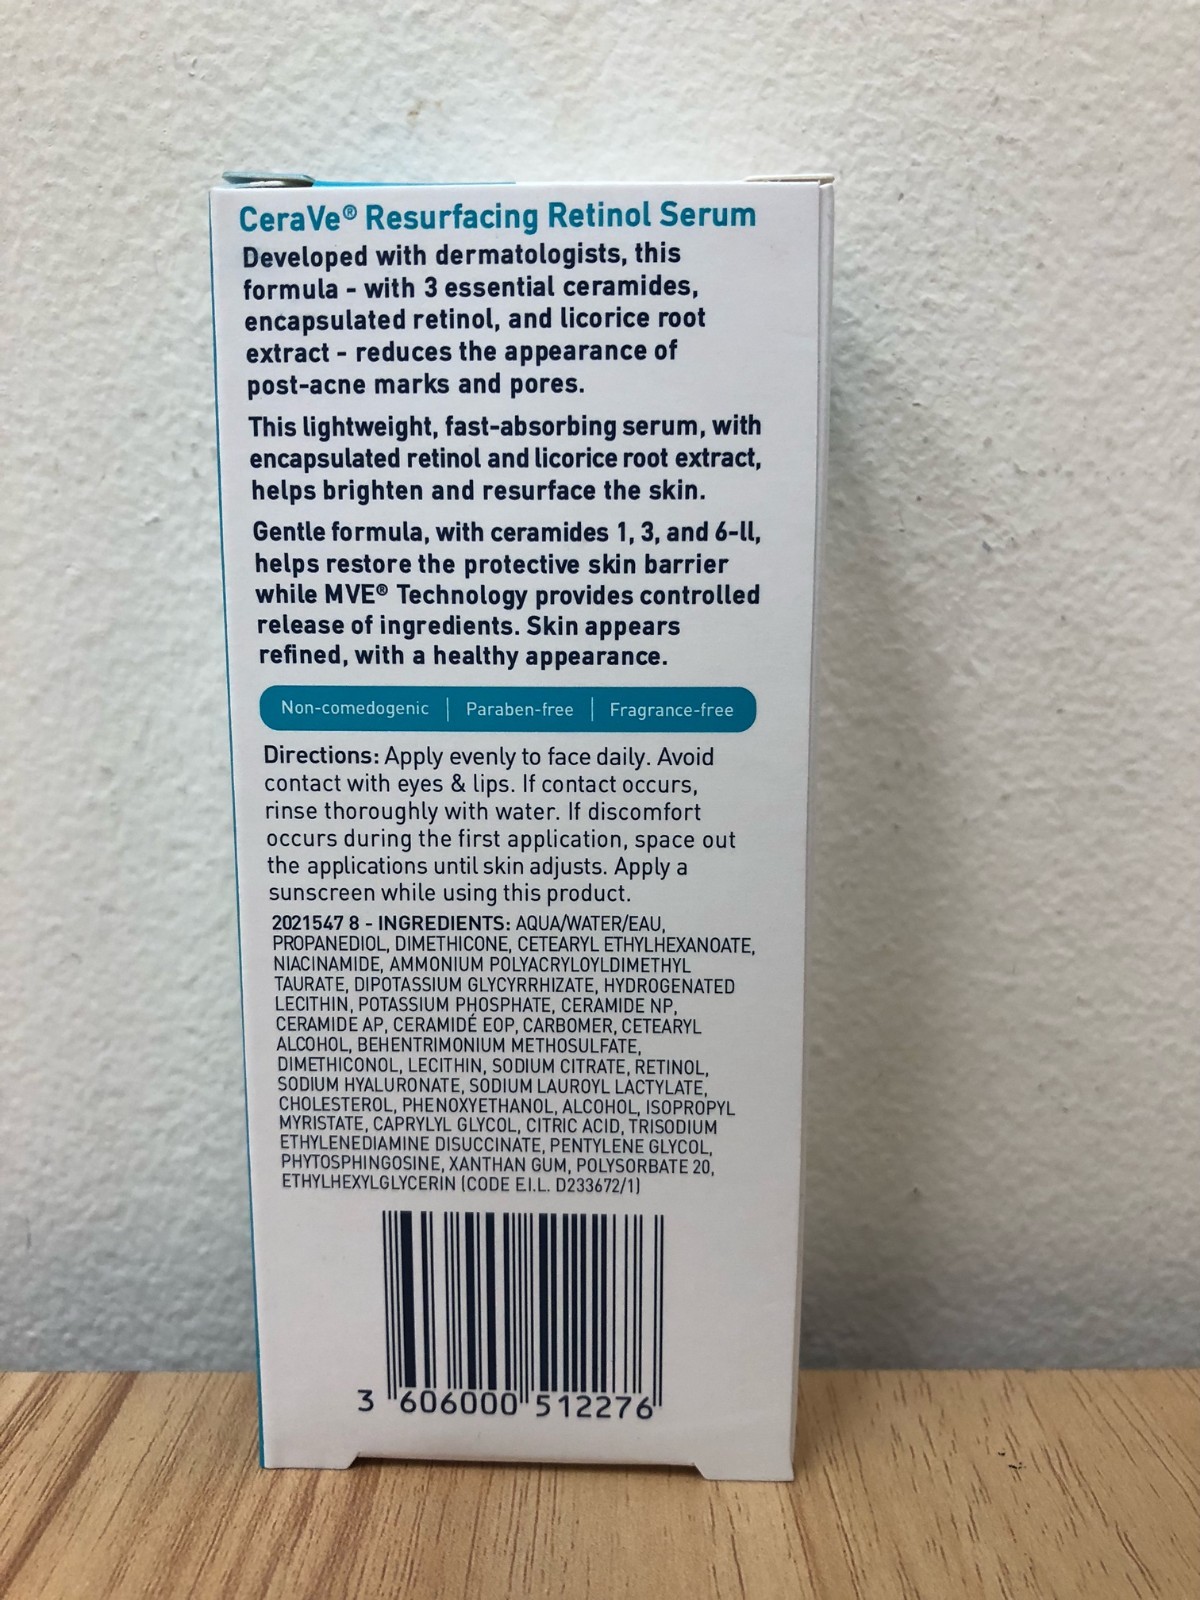 CeraVe® Resurfacing Retinol Serum
Developed with dermatologists, this
formula - with 3 essential ceramides,
encapsulated retinol, and licorice root
extract - reduces the appearance of
post-acne marks and pores.
This lightweight, fast-absorbing serum, with
encapsulated retinol and licorice root extract,
helps brighten and resurface the skin.
Gentle formula, with ceramides 1, 3, and 6-ll,
helps restore the protective skin barrier
while MVE® Technology provides controlled
release of ingredients. Skin appears
refined, with a healthy appearance.
Non-comedogenic | Paraben-free | Fragrance-free
Directions: Apply evenly to face daily. Avoid
contact with eyes & lips. If contact occurs,
rinse thoroughly with water. If discomfort
occurs during the first application, space out
the applications until skin adjusts. Apply a
sunscreen while using this product.
2021547 8 - INGREDIENTS: AQUA/WATER/EAU,
PROPANEDIOL, DIMETHICONE, CETEARYL ETHYLHEXANOATE,
NIACINAMIDE, AMMONIUM POLYACRYLOYLDIMETHYL
TAURATE, DIPOTASSIUM GLYCYRRHIZATE, HYDROGENATED
LECITHIN, POTASSIUM PHOSPHATE, CERAMIDE NP,
CERAMIDE AP, CERAMIDE EOP, CARBOMER, CETEARYL
ALCOHOL, BEHENTRIMONIUM METHOSULFATE,
DIMETHICONOL, LECITHIN, SODIUM CITRATE, RETINOL,
SODIUM HYALURONATE, SODIUM LAUROYL LACTYLATE,
CHOLESTEROL, PHENOXYETHANOL, ALCOHOL, ISOPROPYL
MYRISTATE, CAPRYLYL GLYCOL, CITRIC ACID, TRISODIUM
ETHYLENEDIAMINE DISUCCINATE, PENTYLENE GLYCOL,
PHYTOSPHINGOSINE, XANTHAN GUM, POLYSORBATE 20,
ETHYLHEXYLGLYCERIN (CODE F.I.L. D233672/1)
3 606000 512276